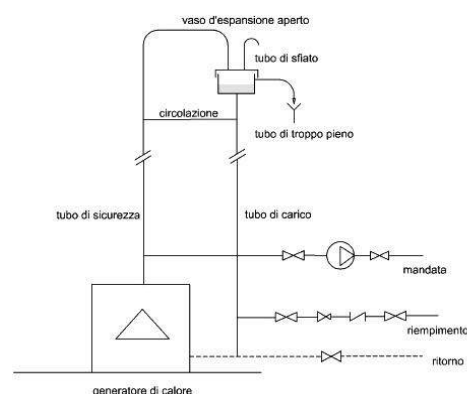 vaso d'espansione aperto
tubo di sfiato
circolazione
tubo di troppo pieno
tubo di sicurezza
tubo di carico
mandata
riempimento
ritorno
generatore di calore